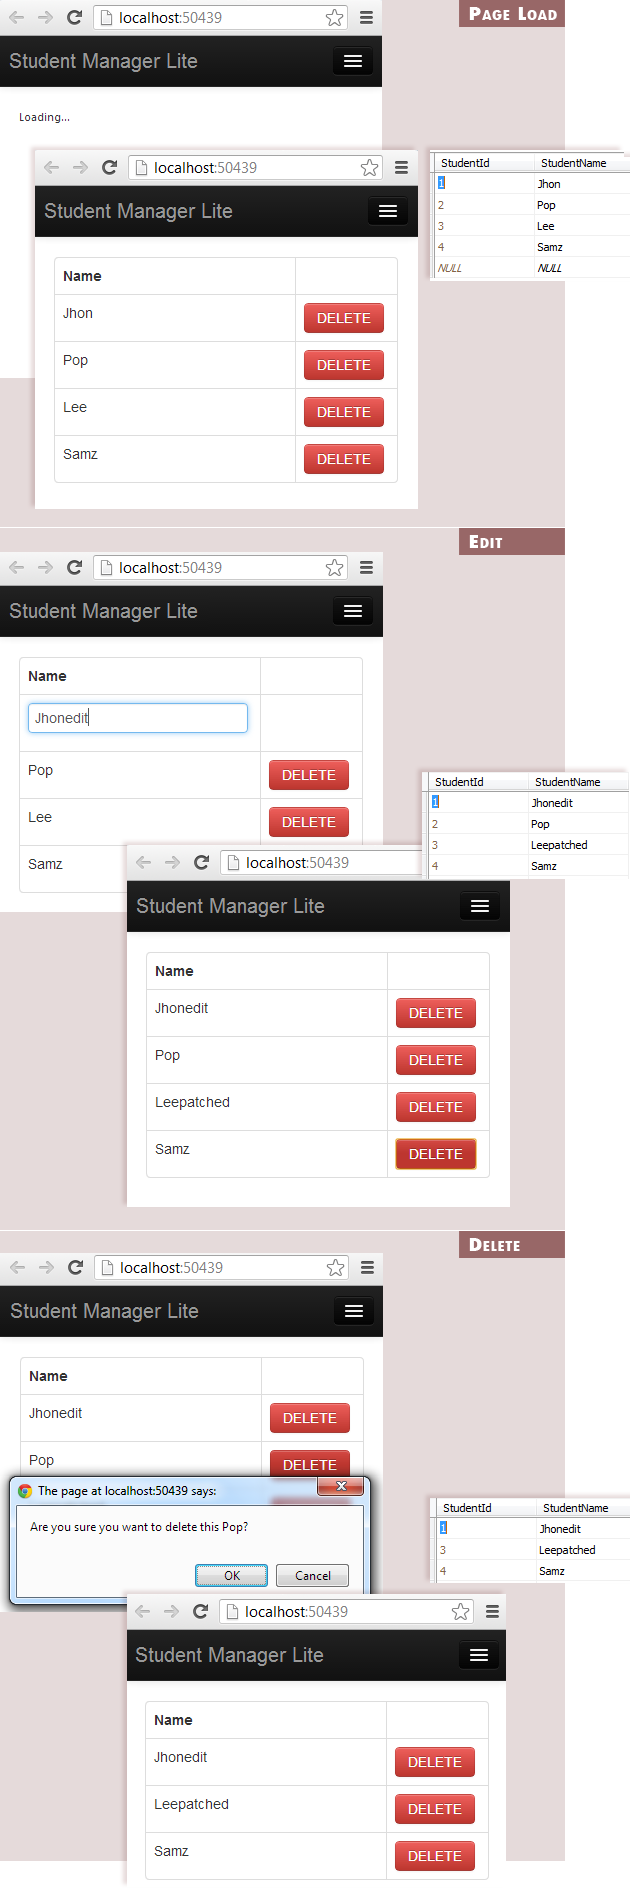 PAGE LOAD
localhost:50439
Student Manager Lite
Loading...
localhost:50439
Student Manager Lite
Name
Jhon DELETE
Pop DELETE
Lee DELETE
Samz DELETE
StudentId StudentName
1 Jhon
2 Pop
3 Lee
4 Samz
NULL NULL
EDIT
localhost:50439
Student Manager Lite
Name
Jhonedit
Pop DELETE
Lee DELETE
Samz
StudentId StudentName
1 Jhonedit
2 Pop
3 Leepatched
4 Samz
localhost:50439
Student Manager Lite
Name
Jhonedit DELETE
Pop DELETE
Leepatched DELETE
Samz DELETE
DELETE
localhost:50439
Student Manager Lite
Name
Jhonedit DELETE
Pop DELETE
The page at localhost:50439 says:
Are you sure you want to delete this Pop?
OK Cancel
StudentId StudentName
1 Jhonedit
3 Leepatched
4 Samz
localhost:50439
Student Manager Lite
Name
Jhonedit DELETE
Leepatched DELETE
Samz DELETE